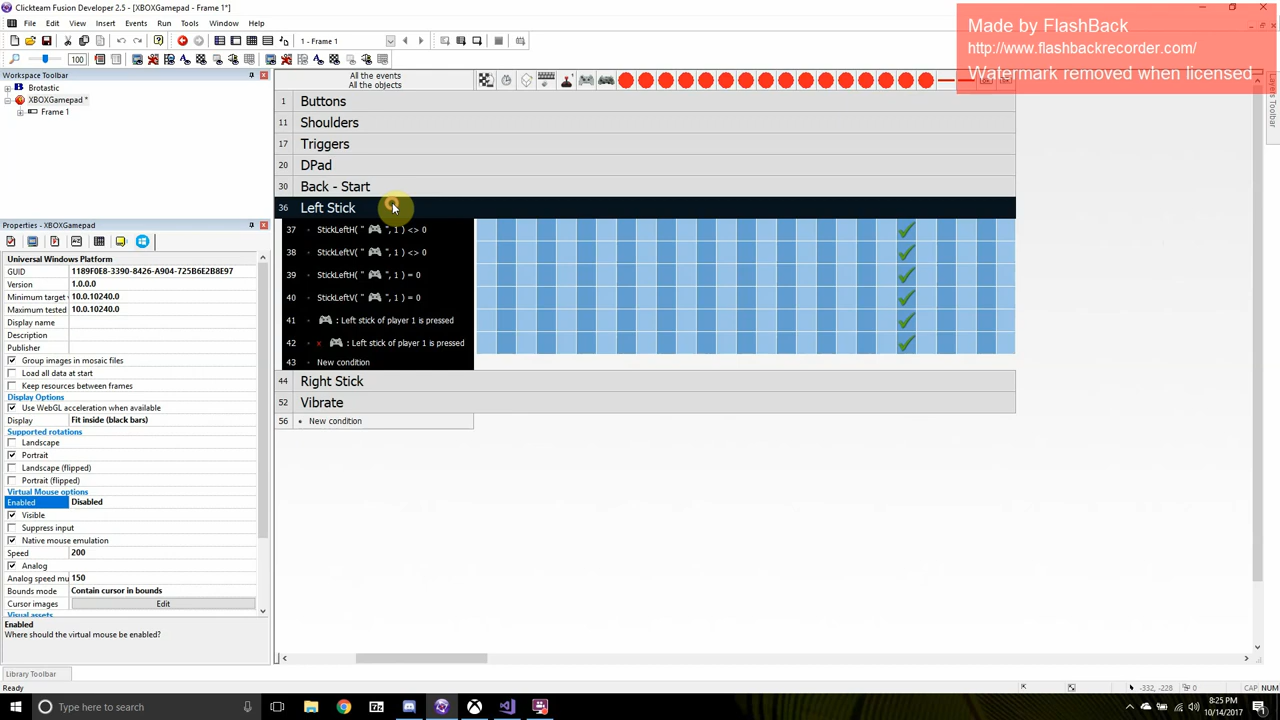 Clickteam Fusion Developer 2.5 - [XBOXGamepad - Frame 1*]
Made by FlashBack
http://www.flashbackrecorder.com/
Watermark removed when licensed
File Edit View Insert Events Run Tools Window Help
1 - Frame 1
100
Workspace Toolbar
Brotastic
XBOXGamepad *
Frame 1
All the events
All the objects
1 Buttons
11 Shoulders
17 Triggers
20 DPad
30 Back - Start
36 Left Stick
37 • StickLeftH( " ", 1 ) <> 0
38 • StickLeftV( " ", 1 ) <> 0
39 • StickLeftH( " ", 1 ) = 0
40 • StickLeftV( " ", 1 ) = 0
41 • : Left stick of player 1 is pressed
42 • X : Left stick of player 1 is pressed
43 • New condition
44 Right Stick
52 Vibrate
56 • New condition
Layers Toolbar
Properties - XBOXGamepad
Universal Windows Platform
GUID 1189F0E8-3390-8426-A904-725B6E2B8E97
Version 1.0.0.0
Minimum target 10.0.10240.0
Maximum tested 10.0.10240.0
Display name
Description
Publisher
Group images in mosaic files
Load all data at start
Keep resources between frames
Display Options
Use WebGL acceleration when available
Display Fit inside (black bars)
Supported rotations
Landscape
Portrait
Landscape (flipped)
Portrait (flipped)
Virtual Mouse options
Enabled Disabled
Visible
Suppress input
Native mouse emulation
Speed 200
Analog
Analog speed mu 150
Bounds mode Contain cursor in bounds
Cursor images Edit
Visual assets
Enabled
Where should the virtual mouse be enabled?
Library Toolbar
Ready
-332, -228
0
CAP NUM
Type here to search
8:25 PM
10/14/2017